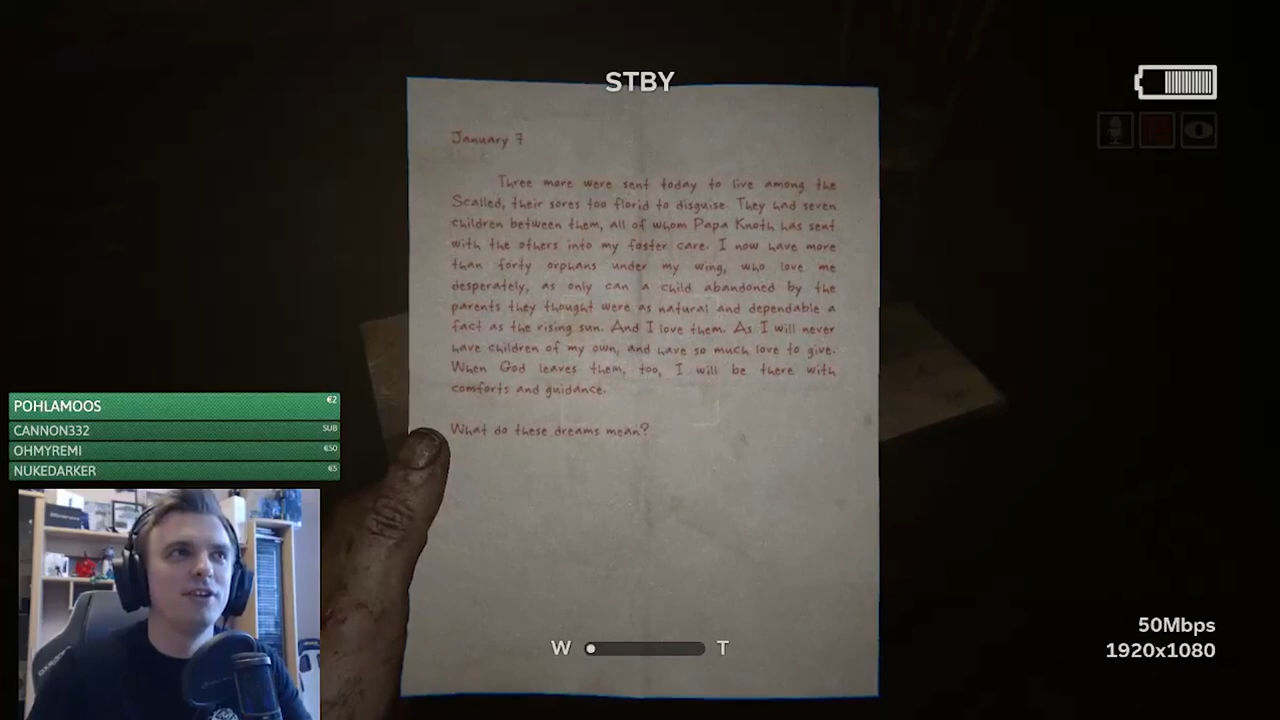 STBY
January 7
Three more were sent today to live among the
Scalled, their sores too florid to disguise. They had seven
children between them, all of whom Papa Knoth has sent
with the others into my foster care. I now have more
than forty orphans under my wing, who love me
desperately, as only can a child abandoned by the
parents they thought were as natural and dependable a
fact as the rising sun. And I love them. As I will never
have children of my own, and have so much love to give.
When God leaves them, too, I will be there with
comforts and guidance.
What do these dreams mean?
POHLAMOOS €2
CANNON332 SUB
OHMYREMI €50
NUKEDARKER €5
W T
50Mbps
1920x1080